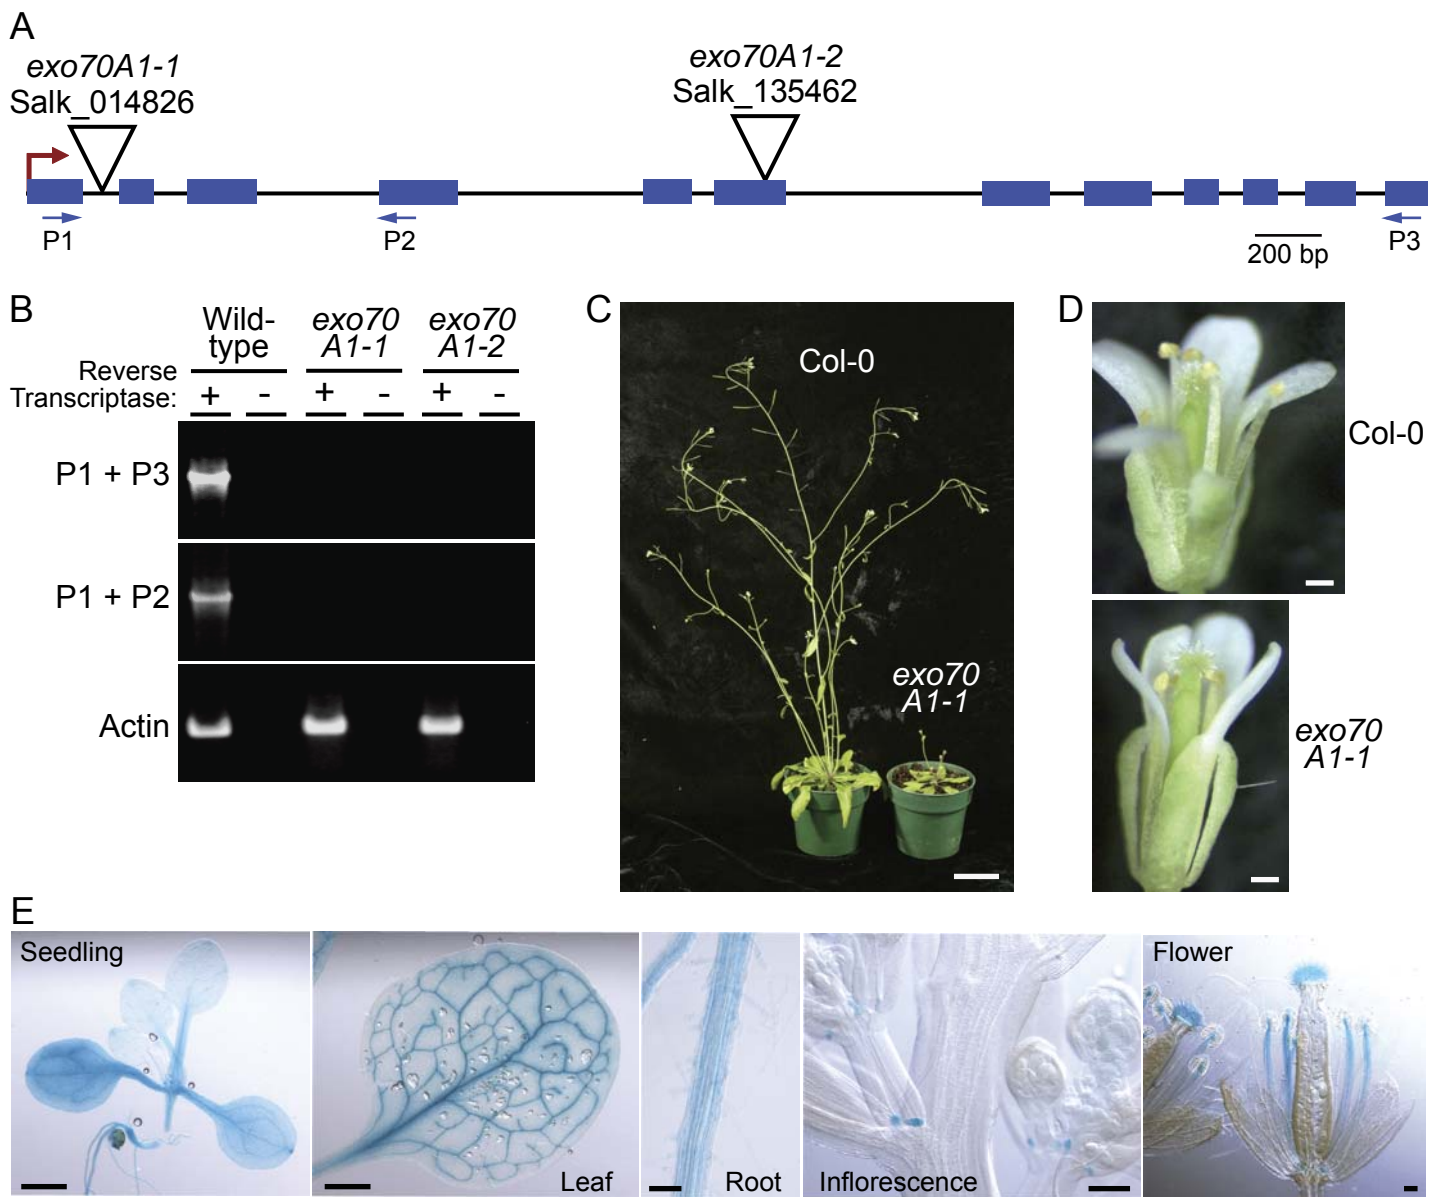 A
exo70A1-1
Salk_014826
exo70A1-2
Salk_135462
P1
P2
P3
200 bp
B
Wild-
type
exo70
A1-1
exo70
A1-2
Reverse
Transcriptase:
+ - + - + -
P1 + P3
P1 + P2
Actin
C
Col-0
exo70
A1-1
D
Col-0
exo70
A1-1
E
Seedling
Leaf
Root
Inflorescence
Flower